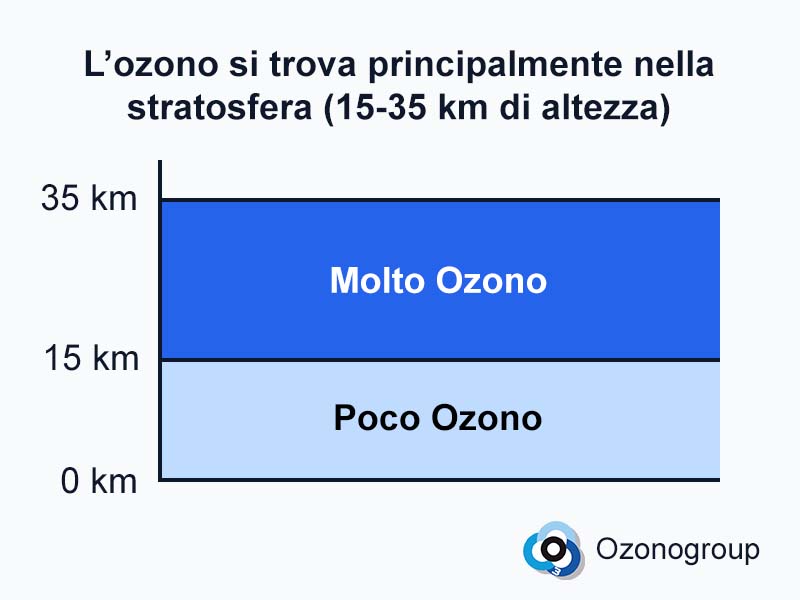 L’ozono si trova principalmente nella
stratosfera (15-35 km di altezza)
35 km
Molto Ozono
15 km
Poco Ozono
0 km
Ozonogroup